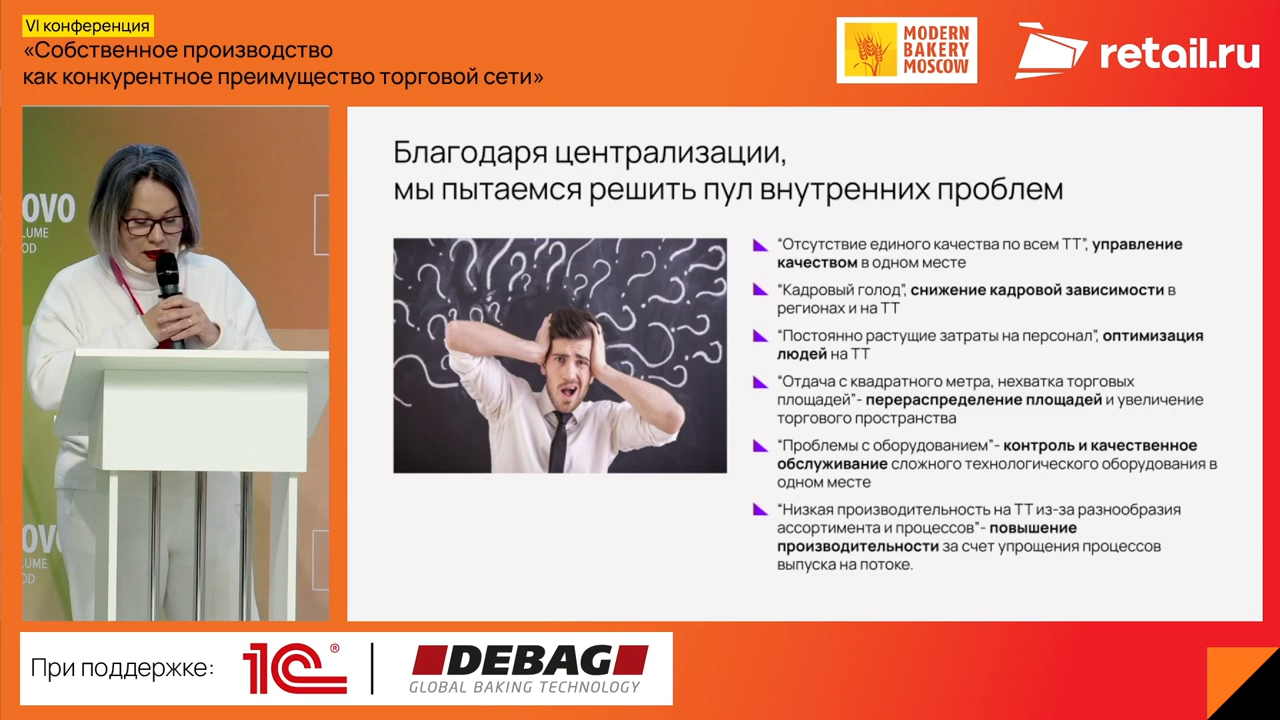 VI конференция
«Собственное производство
как конкурентное преимущество торговой сети»
MODERN
BAKERY
MOSCOW
retail.ru
OVO
LUME
OD
Благодаря централизации,
мы пытаемся решить пул внутренних проблем
“Отсутствие единого качества по всем ТТ”, управление
качеством в одном месте
“Кадровый голод”, снижение кадровой зависимости в
регионах и на ТТ
“Постоянно растущие затраты на персонал”, оптимизация
людей на ТТ
“Отдача с квадратного метра, нехватка торговых
площадей”- перераспределение площадей и увеличение
торгового пространства
“Проблемы с оборудованием”- контроль и качественное
обслуживание сложного технологического оборудования в
одном месте
“Низкая производительность на ТТ из-за разнообразия
ассортимента и процессов”- повышение
производительности за счет упрощения процессов
выпуска на потоке.
OVO
LUME
OD
При поддержке:
1С®
DEBAG
GLOBAL BAKING TECHNOLOGY